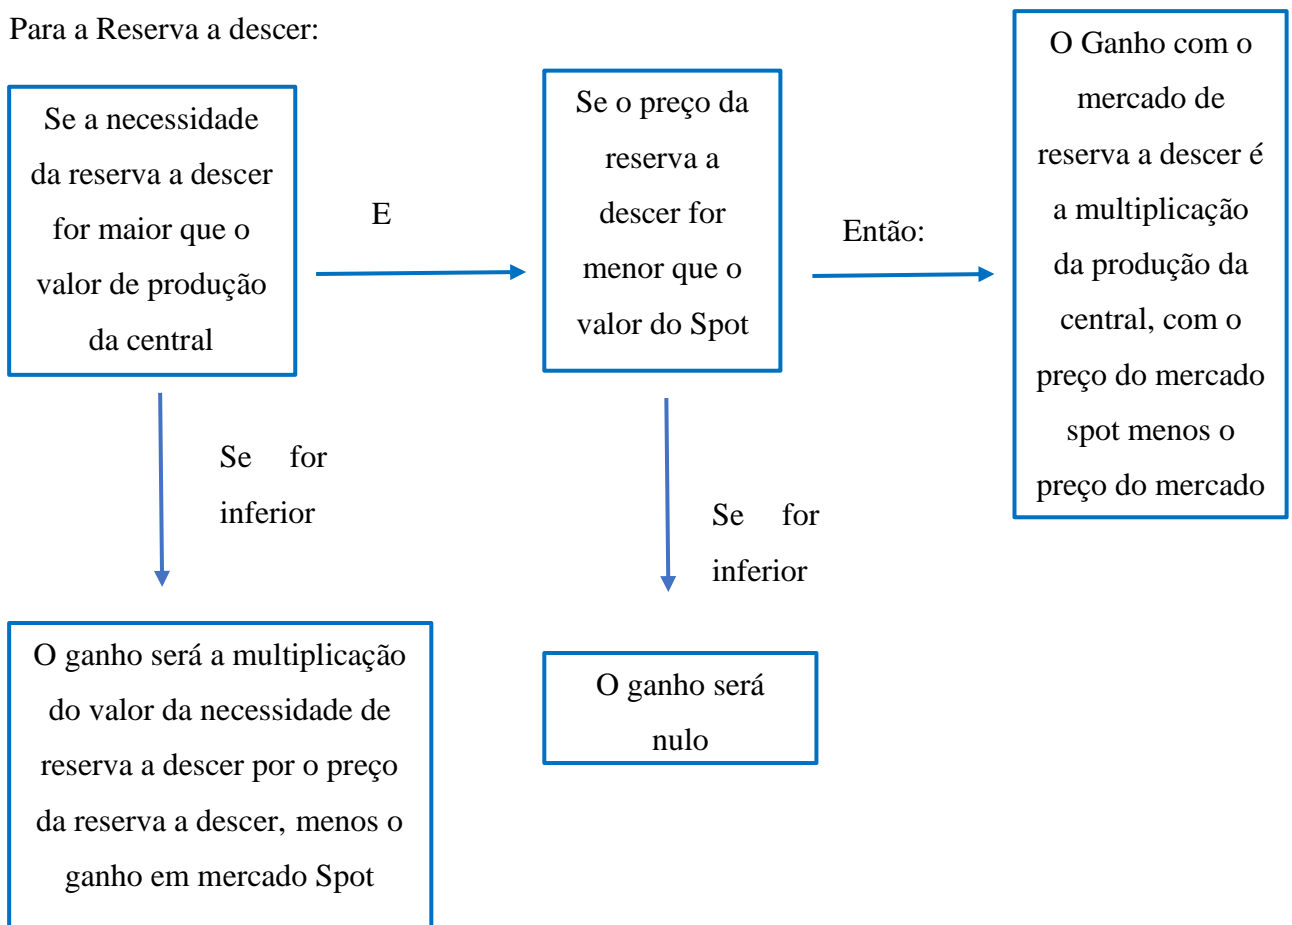 Para a Reserva a descer:
Se a necessidade
da reserva a descer
for maior que o
valor de produção
da central
E
Se o preço da
reserva a
descer for
menor que o
valor do Spot
Então:
O Ganho com o
mercado de
reserva a descer é
a multiplicação
da produção da
central, com o
preço do mercado
spot menos o
preço do mercado
Se for
inferior
Se for
inferior
O ganho será a multiplicação
do valor da necessidade de
reserva a descer por o preço
da reserva a descer, menos o
ganho em mercado Spot
O ganho será
nulo